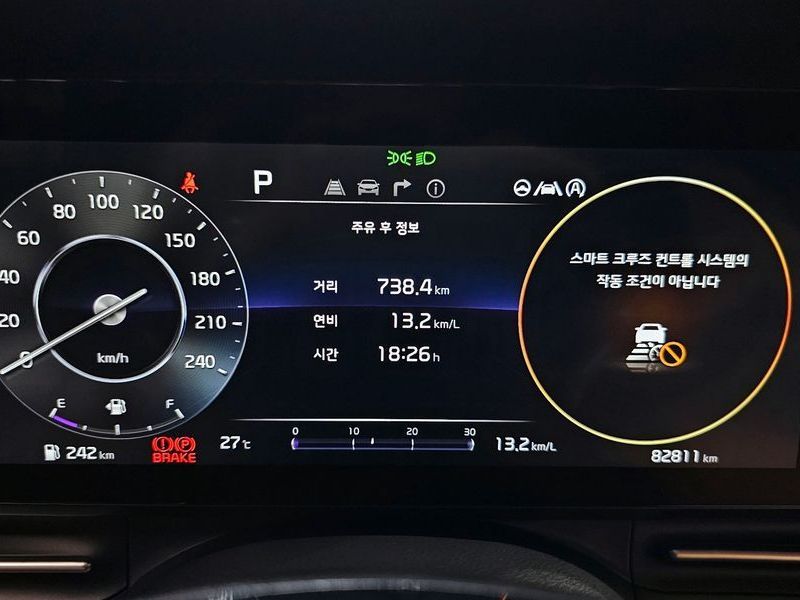 P
100
80
120
60
150
40
180
20
210
0
240
km/h
E
F
242 km
(!)(P)
BRAKE
27℃
주유 후 정보
거리 738.4 km
연비 13.2 km/L
시간 18:26 h
0 10 20 30
13.2 km/L
A
스마트 크루즈 컨트롤 시스템의
작동 조건이 아닙니다
82811 km